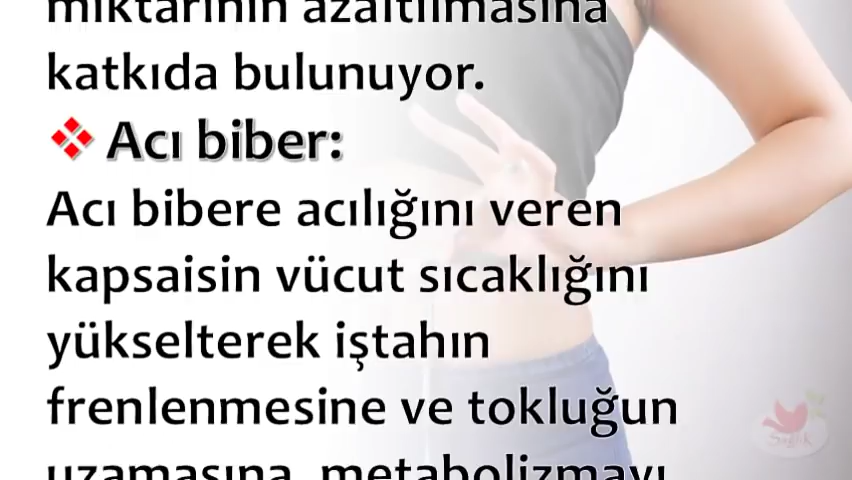 miktarının azaltılmasına
katkıda bulunuyor.
Acı biber:
Acı bibere acılığını veren
kapsaisin vücut sıcaklığını
yükselterek iştahın
frenlenmesine ve tokluğun
uzamasına, metabolizmayı
Sağlık